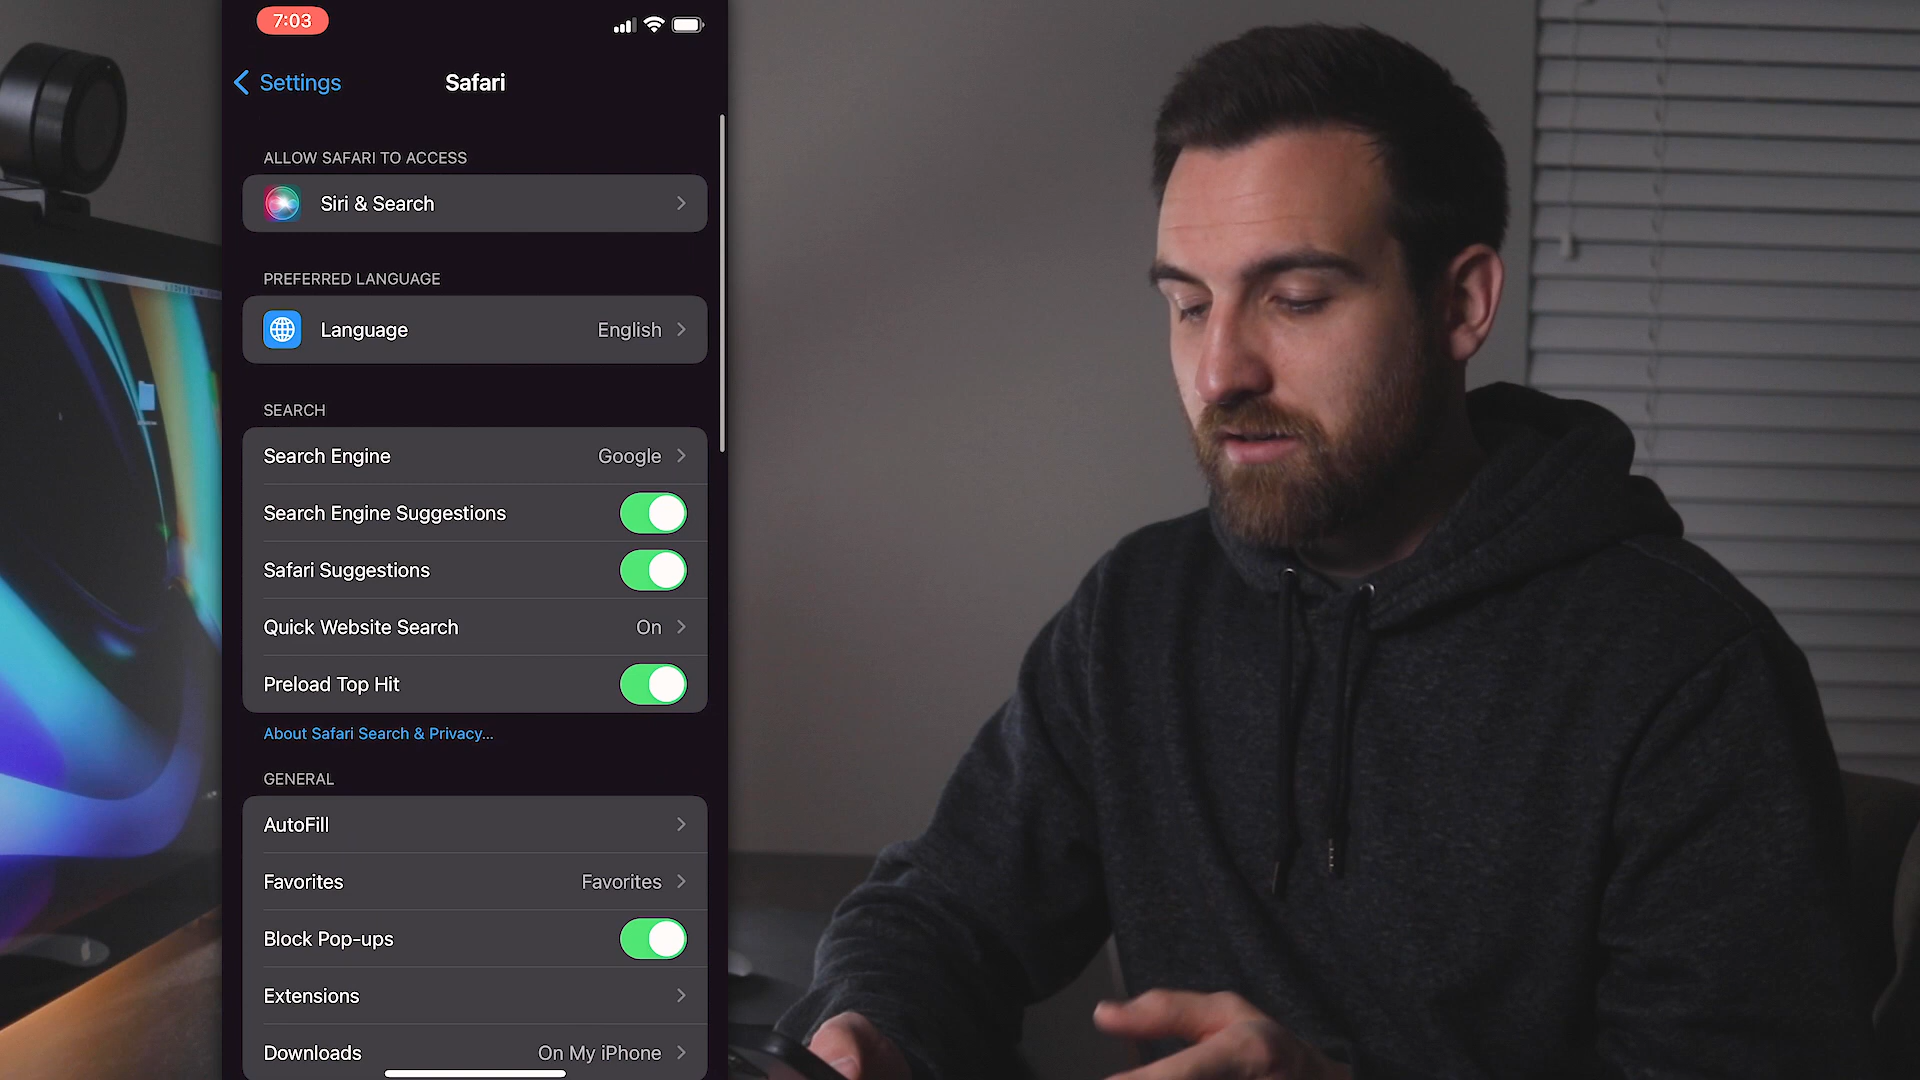 7:03
Settings
Safari
ALLOW SAFARI TO ACCESS
Siri & Search
PREFERRED LANGUAGE
Language English
SEARCH
Search Engine Google
Search Engine Suggestions
Safari Suggestions
Quick Website Search On
Preload Top Hit
About Safari Search & Privacy...
GENERAL
AutoFill
Favorites Favorites
Block Pop-ups
Extensions
Downloads On My iPhone